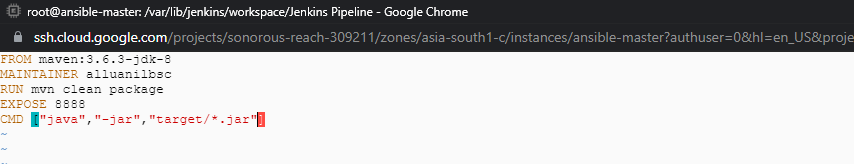 root@ansible-master: /var/lib/jenkins/workspace/Jenkins Pipeline - Google Chrome
ssh.cloud.google.com/projects/sonorous-reach-309211/zones/asia-south1-c/instances/ansible-master?authuser=0&hl=en_US&proje
FROM maven:3.6.3-jdk-8
MAINTAINER alluanilbsc
RUN mvn clean package
EXPOSE 8888
CMD ["java","-jar","target/*.jar"]
~
~
~